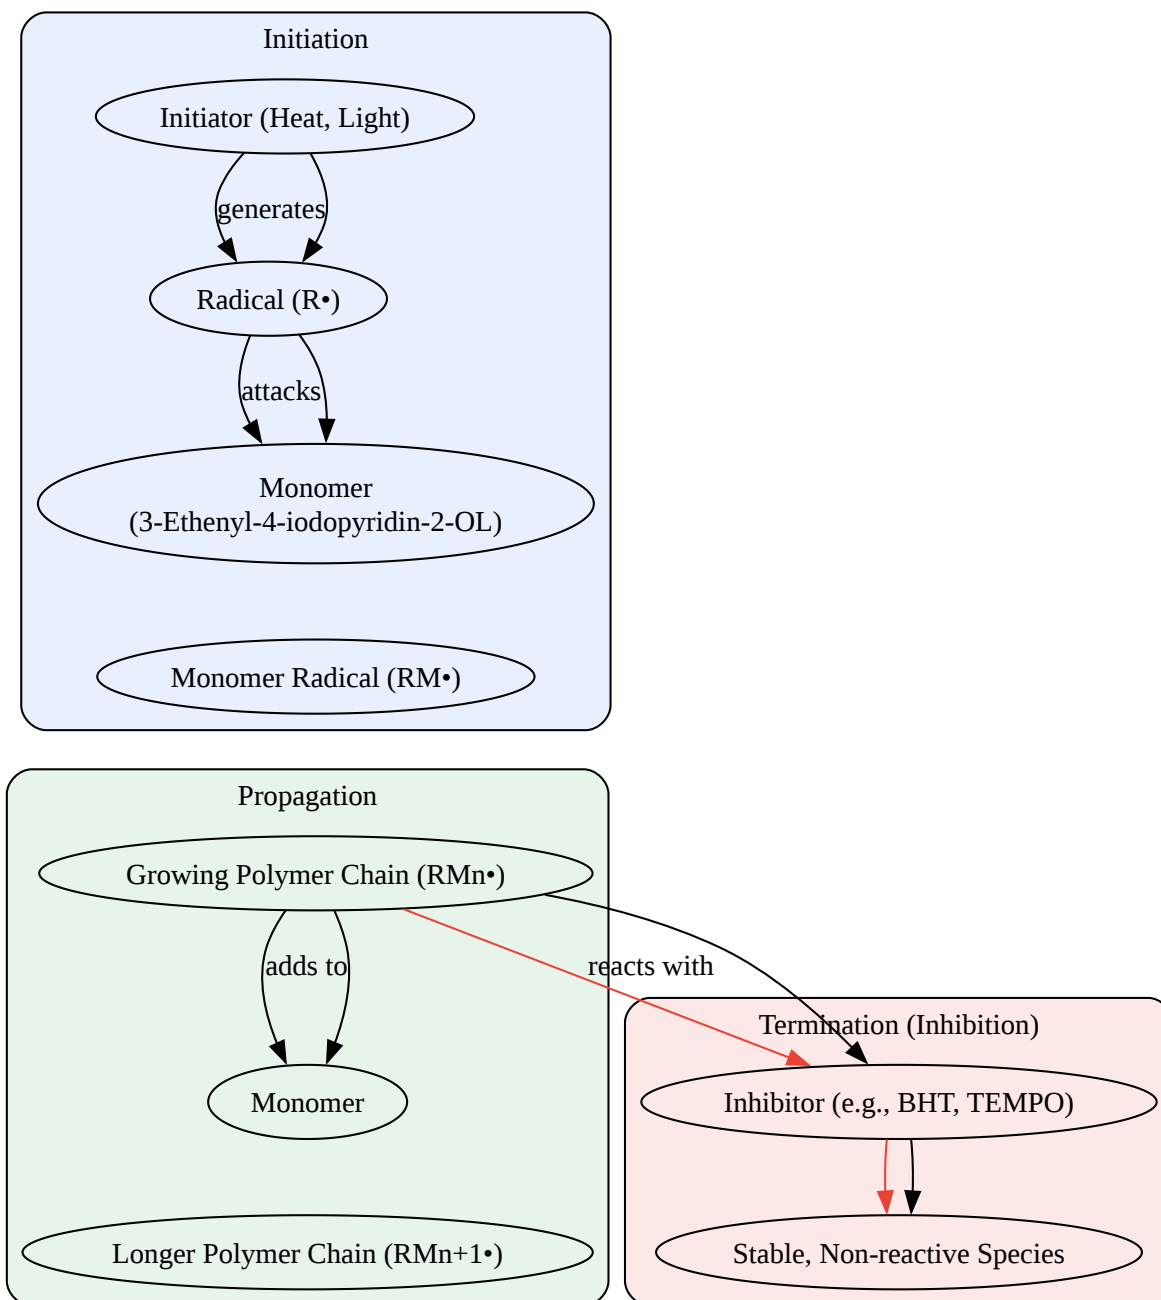 Initiation
Initiator (Heat, Light)
generates
Radical (R•)
attacks
Monomer
(3-Ethenyl-4-iodopyridin-2-OL)
Monomer Radical (RM•)
Propagation
Growing Polymer Chain (RMn•)
adds to
reacts with
Termination (Inhibition)
Monomer
Inhibitor (e.g., BHT, TEMPO)
Longer Polymer Chain (RMn+1•)
Stable, Non-reactive Species